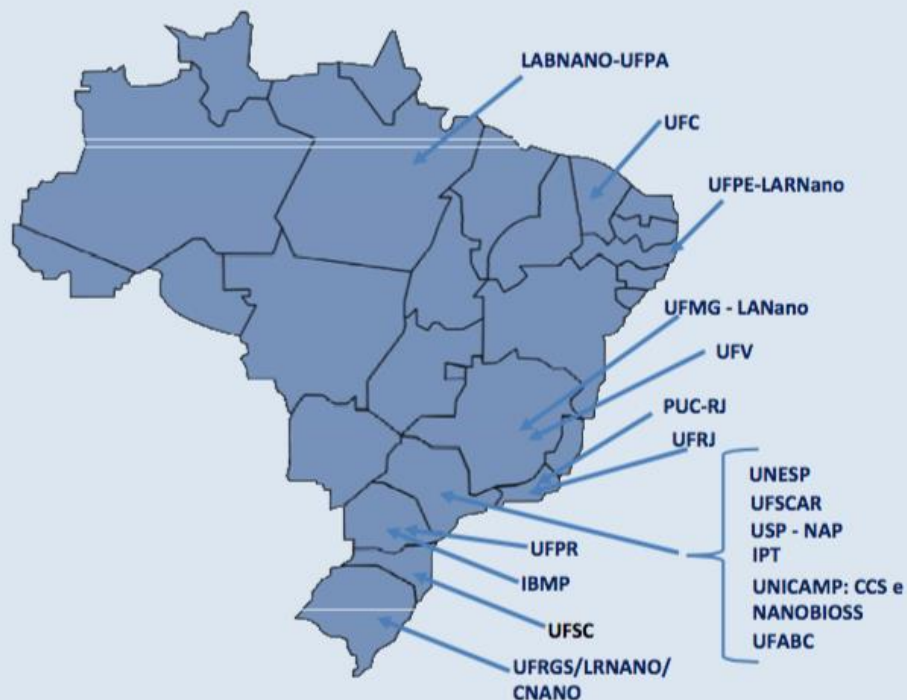 LABNANO-UFPA
UFC
UFPE-LARNano
UFMG - LANano
UFV
PUC-RJ
UFRJ
UNESP
UFSCAR
USP - NAP
IPT
UNICAMP: CCS e
NANOBIOSS
UFABC
UFPR
IBMP
UFSC
UFRGS/LRNANO/
CNANO